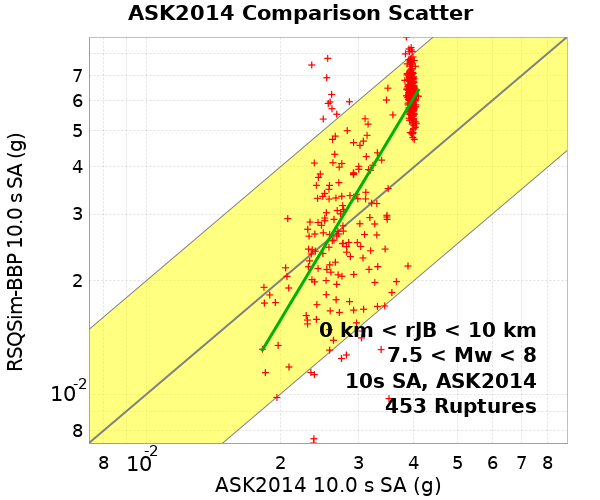 ASK2014 Comparison Scatter
RSQSim-BBP 10.0 s SA (g)
7
6
5
4
3
2
10-2
8
0 km < rJB < 10 km
7.5 < Mw < 8
10s SA, ASK2014
453 Ruptures
8 10-2 2 3 4 5 6 7 8
ASK2014 10.0 s SA (g)